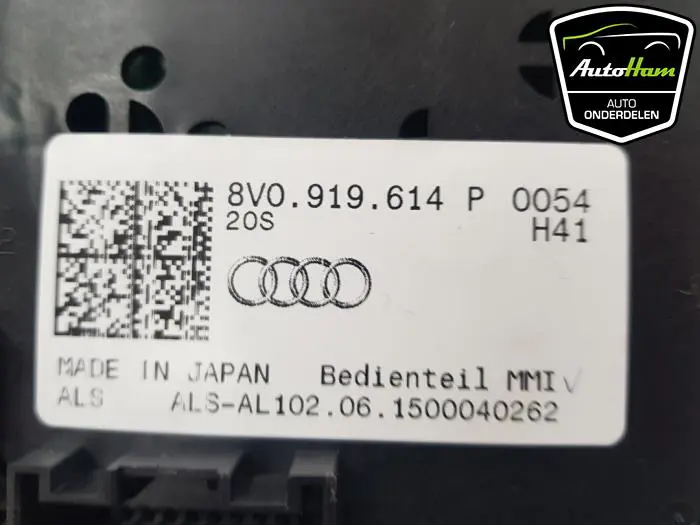 AutoHam
AUTO
ONDERDELEN
8V0.919.614 P 0054
20S H41
MADE IN JAPAN Bedienteil MMI
ALS ALS-AL102.06.1500040262